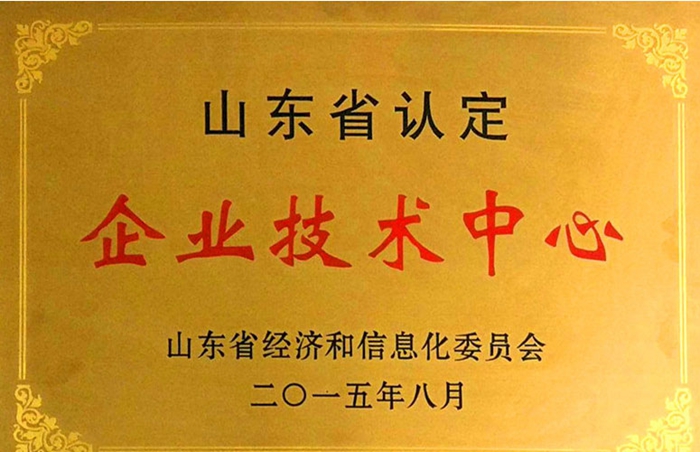 山东省认定
企业技术中心
山东省经济和信息化委员会
二〇一五年八月